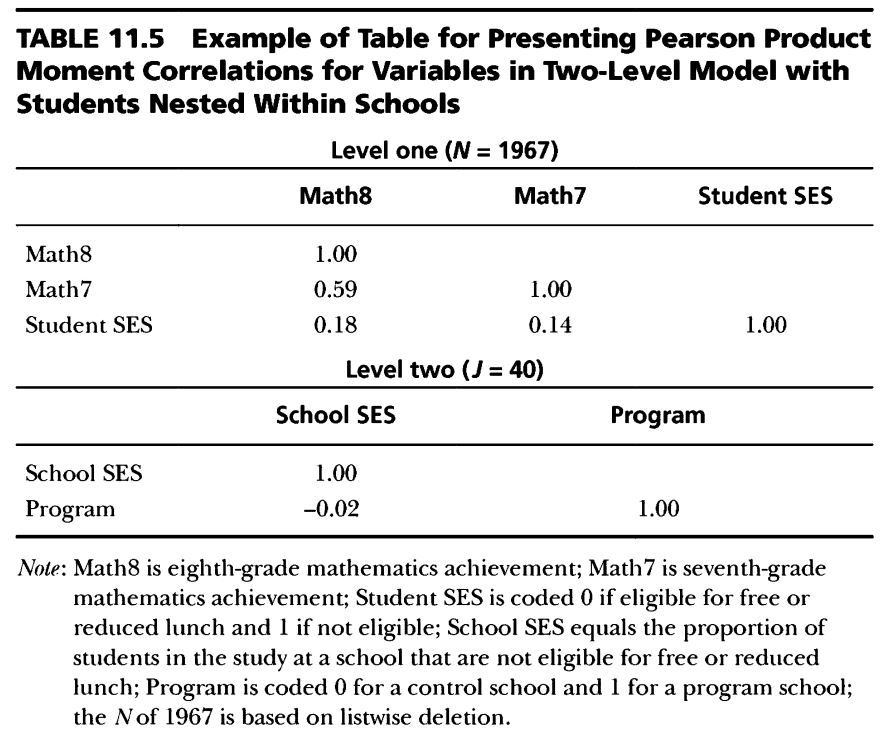 TABLE 11.5 Example of Table for Presenting Pearson Product
Moment Correlations for Variables in Two-Level Model with
Students Nested Within Schools
Level one (N = 1967)
Math8 Math7 Student SES
Math8 1.00
Math7 0.59 1.00
Student SES 0.18 0.14 1.00
Level two (J = 40)
School SES Program
School SES 1.00
Program –0.02 1.00
Note: Math8 is eighth-grade mathematics achievement; Math7 is seventh-grade
mathematics achievement; Student SES is coded 0 if eligible for free or
reduced lunch and 1 if not eligible; School SES equals the proportion of
students in the study at a school that are not eligible for free or reduced
lunch; Program is coded 0 for a control school and 1 for a program school;
the N of 1967 is based on listwise deletion.